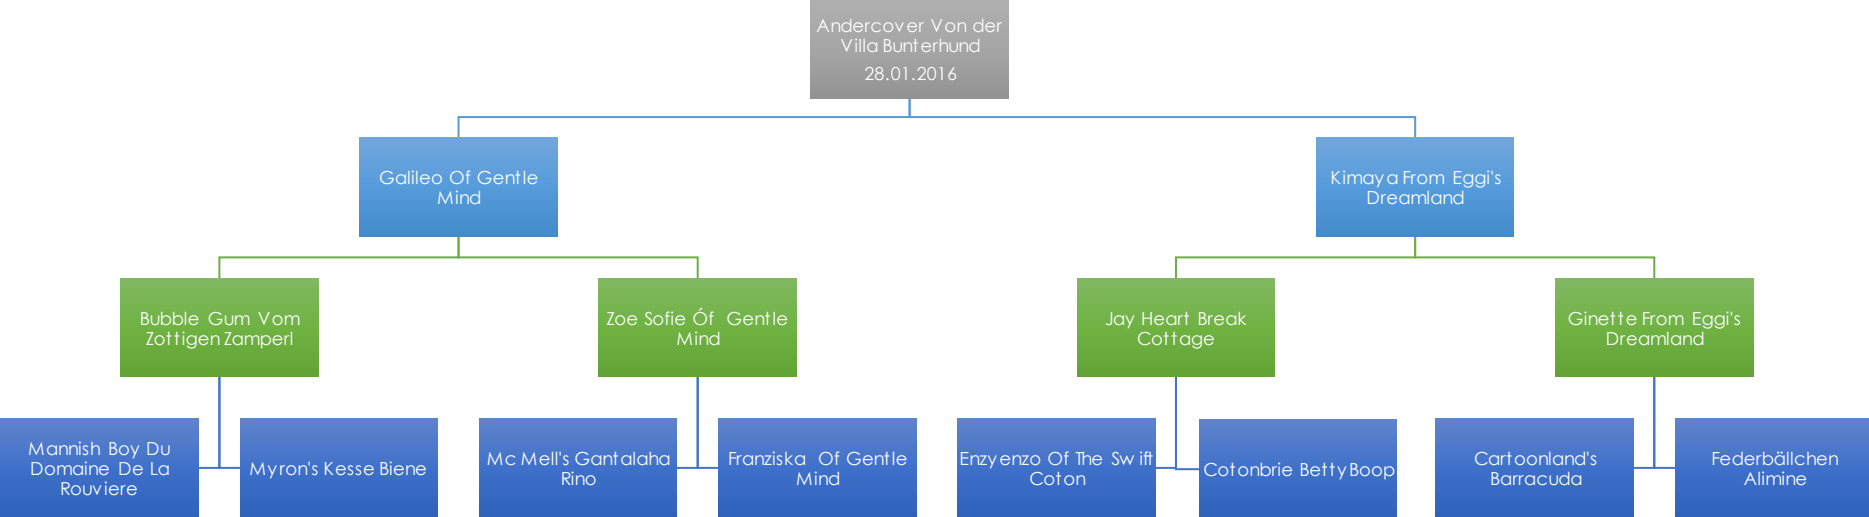 Andercover Von der
Villa Bunterhund
28.01.2016
Galileo Of Gentle
Mind
Kimaya From Eggi's
Dreamland
Bubble Gum Vom
Zottigen Zamperl
Zoe Sofie Óf Gentle
Mind
Jay Heart Break
Cottage
Ginette From Eggi's
Dreamland
Mannish Boy Du
Domaine De La
Rouviere
Myron's Kesse Biene
Mc Mell's Gantalaha
Rino
Franziska Of Gentle
Mind
Enzyenzo Of The Swift
Coton
Cotonbrie Betty Boop
Cartoonland's
Barracuda
Federbällchen
Alimine